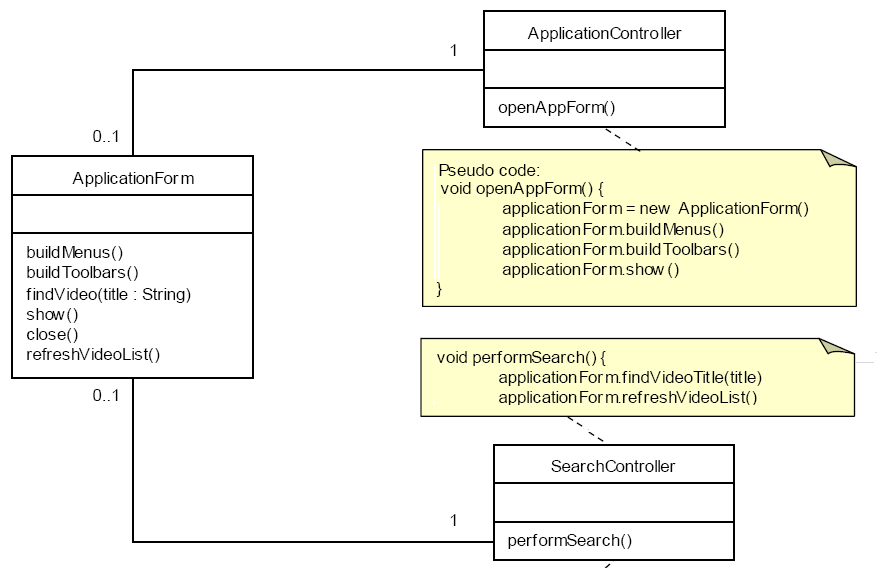 ApplicationController
openAppForm()
1
0..1
ApplicationForm
buildMenus()
buildToolbars()
findVideo(title : String)
show()
close()
refreshVideoList()
0..1
Pseudo code:
void openAppForm() {
applicationForm = new ApplicationForm()
applicationForm.buildMenus()
applicationForm.buildToolbars()
applicationForm.show()
}
void performSearch() {
applicationForm.findVideoTitle(title)
applicationForm.refreshVideoList()
SearchController
performSearch()
1